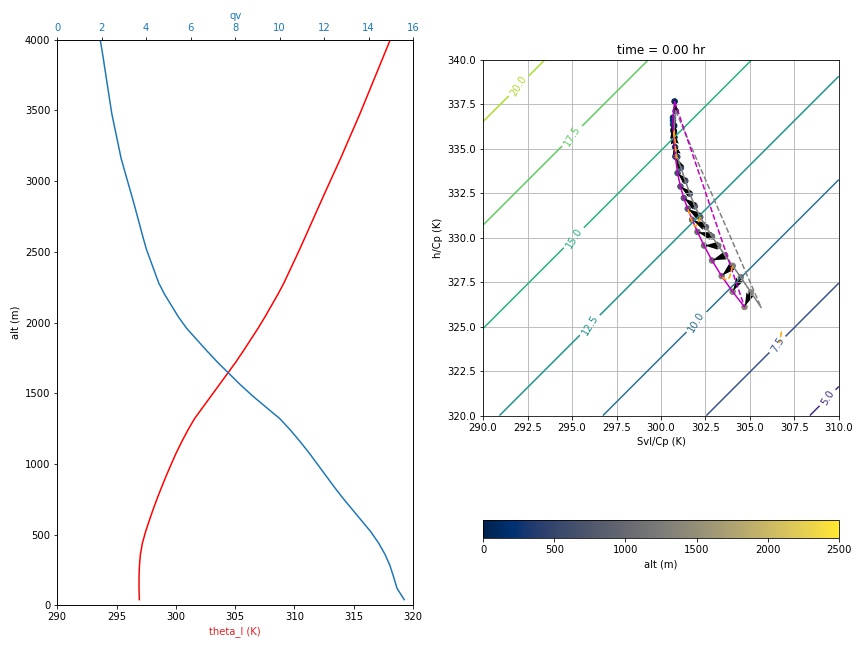 qv
0 2 4 6 8 10 12 14 16
4000
3500
3000
2500
2000
1500
1000
500
0
alt (m)
290 295 300 305 310 315 320
theta_l (K)
time = 0.00 hr
340.0
337.5
335.0
332.5
330.0
327.5
325.0
322.5
320.0
h/Cp (K)
20.0
17.5
15.0
12.5
10.0
7.5
5.0
290.0 292.5 295.0 297.5 300.0 302.5 305.0 307.5 310.0
Svl/Cp (K)
0 500 1000 1500 2000 2500
alt (m)